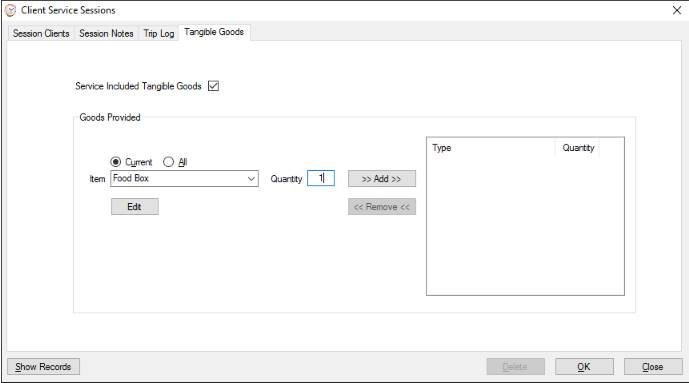 Client Service Sessions
Session Clients Session Notes Trip Log Tangible Goods
Service Included Tangible Goods
Goods Provided
Type Quantity
Current All
Item Food Box Quantity 1 >> Add >>
Edit << Remove <<
Show Records Delete OK Close